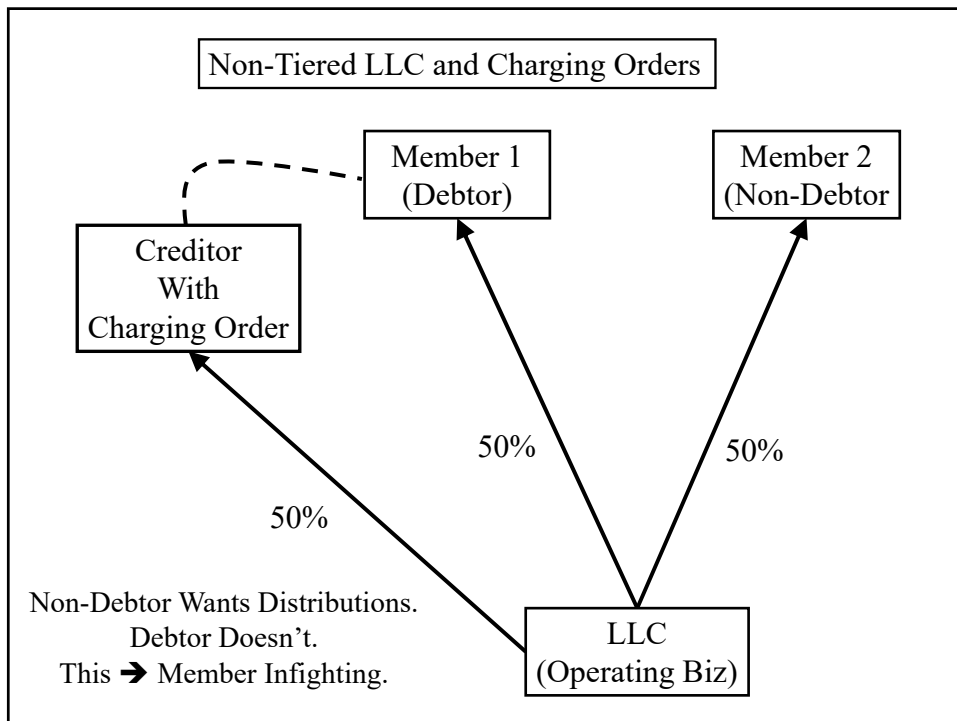 Non-Tiered LLC and Charging Orders
Member 1
(Debtor)
Member 2
(Non-Debtor
Creditor
With
Charging Order
50%
50%
50%
Non-Debtor Wants Distributions.
Debtor Doesn’t.
This ➔ Member Infighting.
LLC
(Operating Biz)